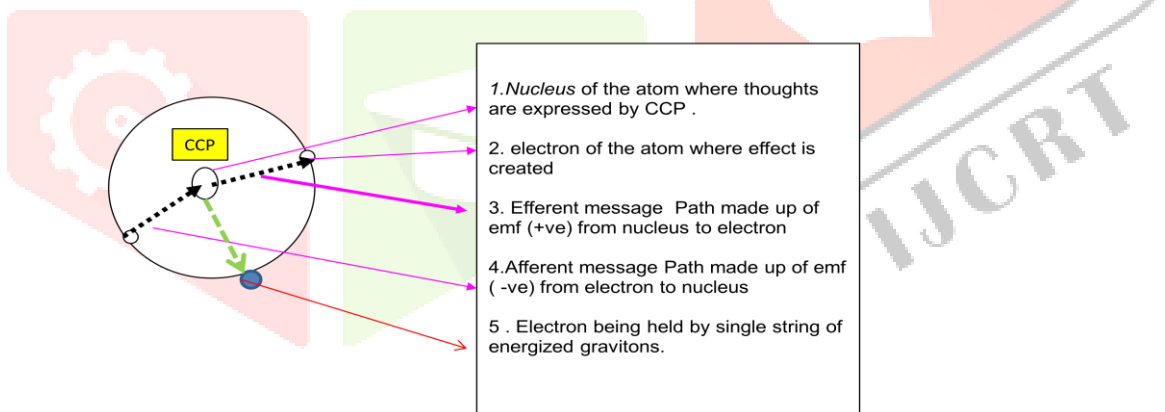 CCP
1.Nucleus of the atom where thoughts
are expressed by CCP .
2. electron of the atom where effect is
created
3. Efferent message Path made up of
emf (+ve) from nucleus to electron
4.Afferent message Path made up of emf
( -ve) from electron to nucleus
5 . Electron being held by single string of
energized gravitons.
IJCRT